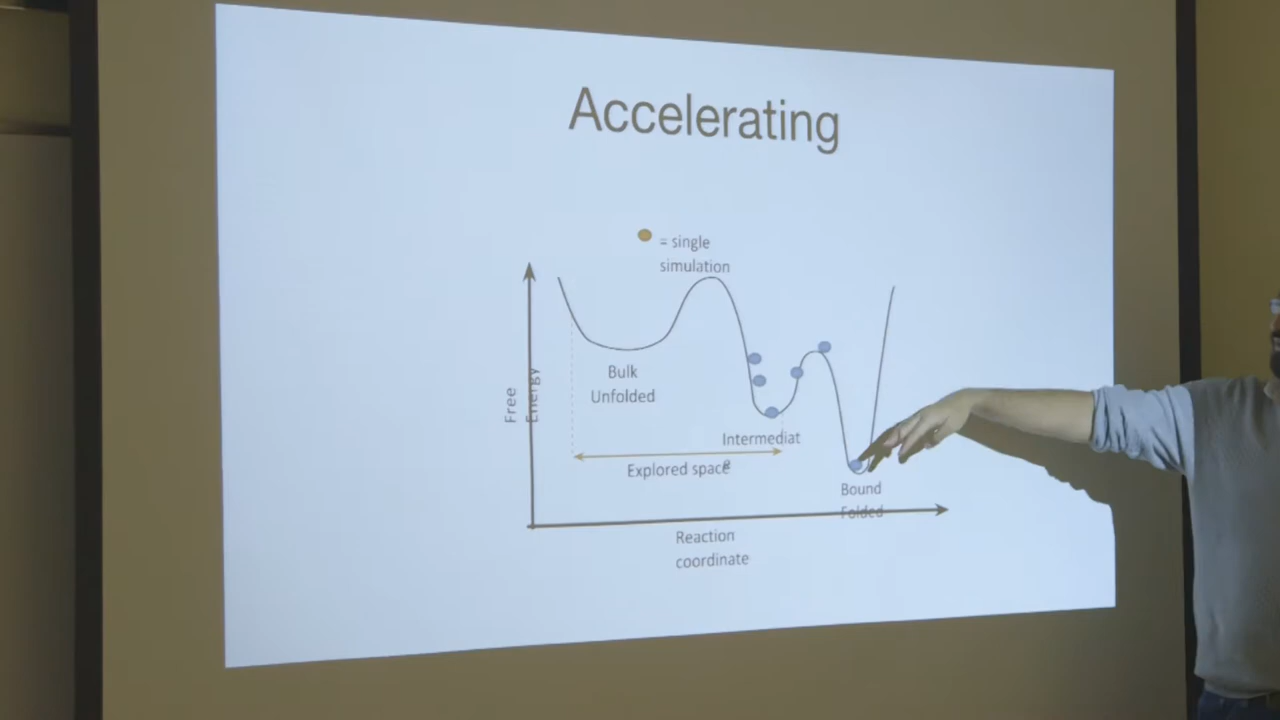 Accelerating
= single
simulation
Free
Energy
Bulk
Unfolded
Intermediat
e
Explored space
Bound
Folded
Reaction
coordinate